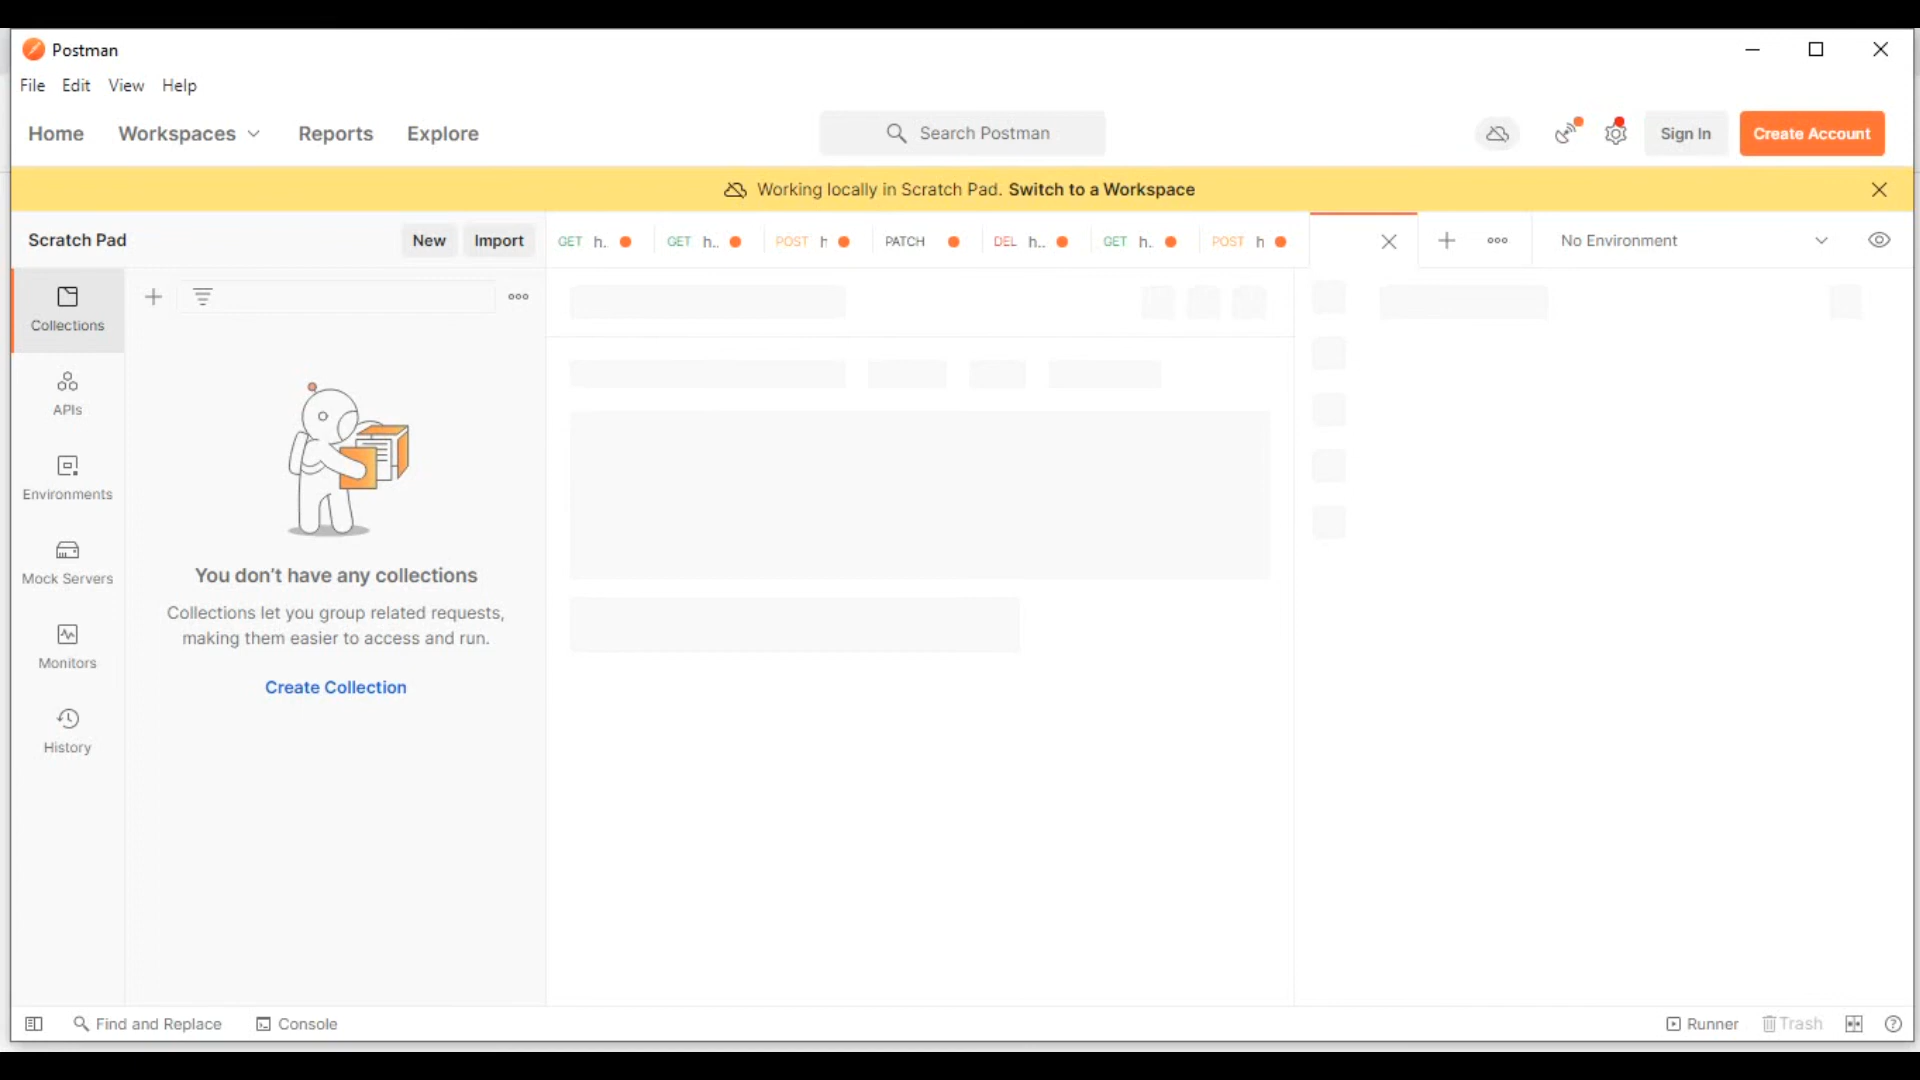 Postman
File Edit View Help
Home Workspaces Reports Explore Search Postman Sign In Create Account
Working locally in Scratch Pad. Switch to a Workspace
Scratch Pad New Import GET h.. GET h.. POST h PATCH DEL h.. GET h.. POST h No Environment
Collections
APIs
Environments
Mock Servers
Monitors
History
You don't have any collections
Collections let you group related requests,
making them easier to access and run.
Create Collection
Find and Replace Console Runner Trash